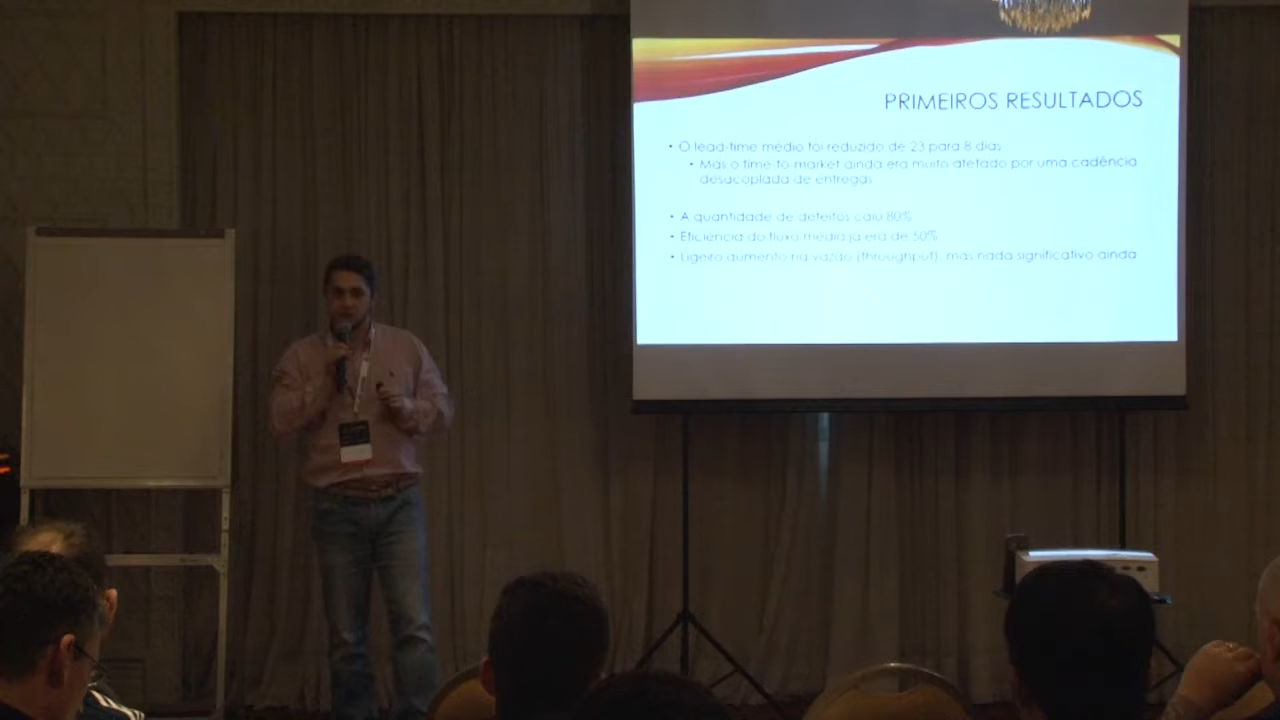 PRIMEIROS RESULTADOS
• O lead-time médio foi reduzido de 23 para 8 dias
• Mas o time-to-market ainda era muito afetado por uma cadência
desacoplada de entregas
• A quantidade de defeitos caiu 80%
• Eficiência do fluxo média já era de 50%
• Ligeiro aumento na vazão (throughput), mas nada significativo ainda